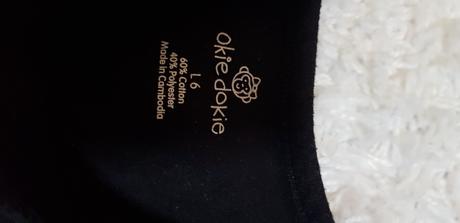 Okie dokie
L 6
60% Cotton
40% Polyester
Made in Cambodia